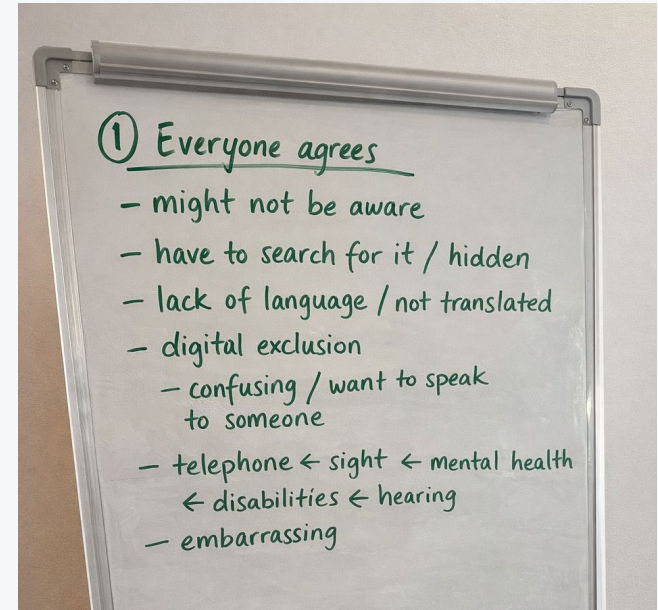 ① Everyone agrees
– might not be aware
– have to search for it / hidden
– lack of language / not translated
– digital exclusion
– confusing / want to speak
to someone
– telephone ← sight ← mental health
← disabilities ← hearing
– embarrassing